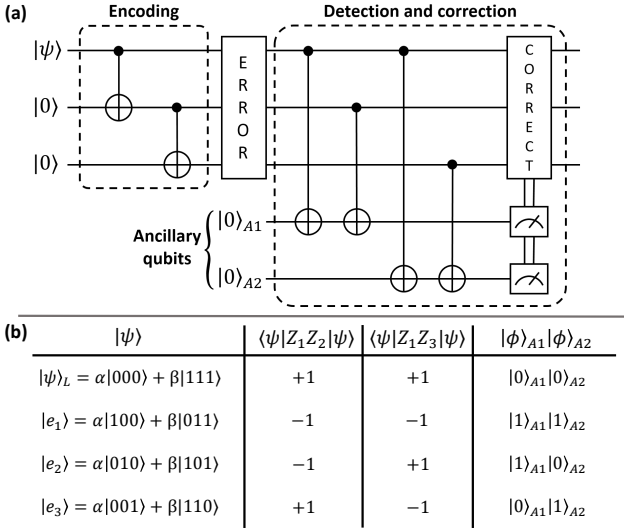 (a)
Encoding
Detection and correction
|ψ⟩
|0⟩
|0⟩
ERROR
CORRECT
Ancillary
qubits
|0⟩A1
|0⟩A2
(b)
|ψ⟩ ⟨ψ|Z₁Z₂|ψ⟩ ⟨ψ|Z₁Z₃|ψ⟩ |ϕ⟩A1|ϕ⟩A2
|ψ⟩L = α|000⟩ + β|111⟩ +1 +1 |0⟩A1|0⟩A2
|e₁⟩ = α|100⟩ + β|011⟩ −1 −1 |1⟩A1|1⟩A2
|e₂⟩ = α|010⟩ + β|101⟩ −1 +1 |1⟩A1|0⟩A2
|e₃⟩ = α|001⟩ + β|110⟩ +1 −1 |0⟩A1|1⟩A2